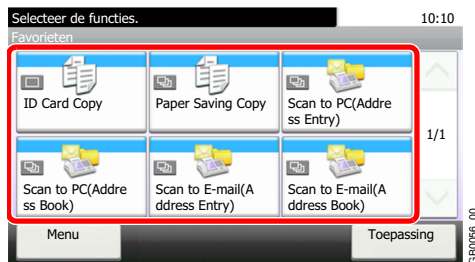 Selecteer de functies.
10:10
Favorieten
ID Card Copy
Paper Saving Copy
Scan to PC(Addre
ss Entry)
1/1
Scan to PC(Addre
ss Book)
Scan to E-mail(A
ddress Entry)
Scan to E-mail(A
ddress Book)
Menu
Toepassing
GB0056_00